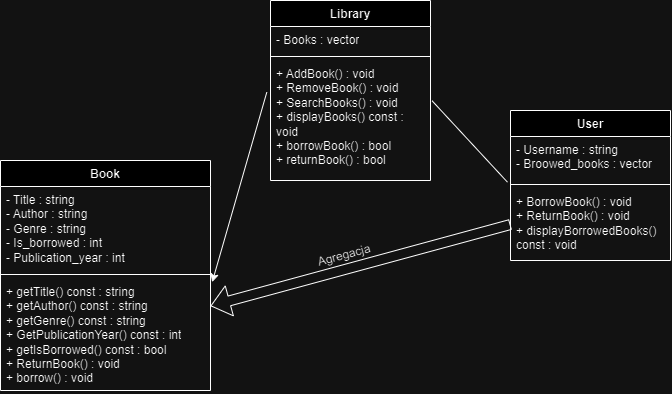 Library
- Books : vector
+ AddBook() : void
+ RemoveBook() : void
+ SearchBooks() : void
+ displayBooks() const :
void
+ borrowBook() : bool
+ returnBook() : bool
User
- Username : string
- Broowed_books : vector
+ BorrowBook() : void
+ ReturnBook() : void
+ displayBorrowedBooks()
const : void
Book
- Title : string
- Author : string
- Genre : string
- Is_borrowed : int
- Publication_year : int
+ getTitle() const : string
+ getAuthor() const : string
+ getGenre() const : string
+ GetPublicationYear() const : int
+ getIsBorrowed() const : bool
+ ReturnBook() : void
+ borrow() : void
Agregacja